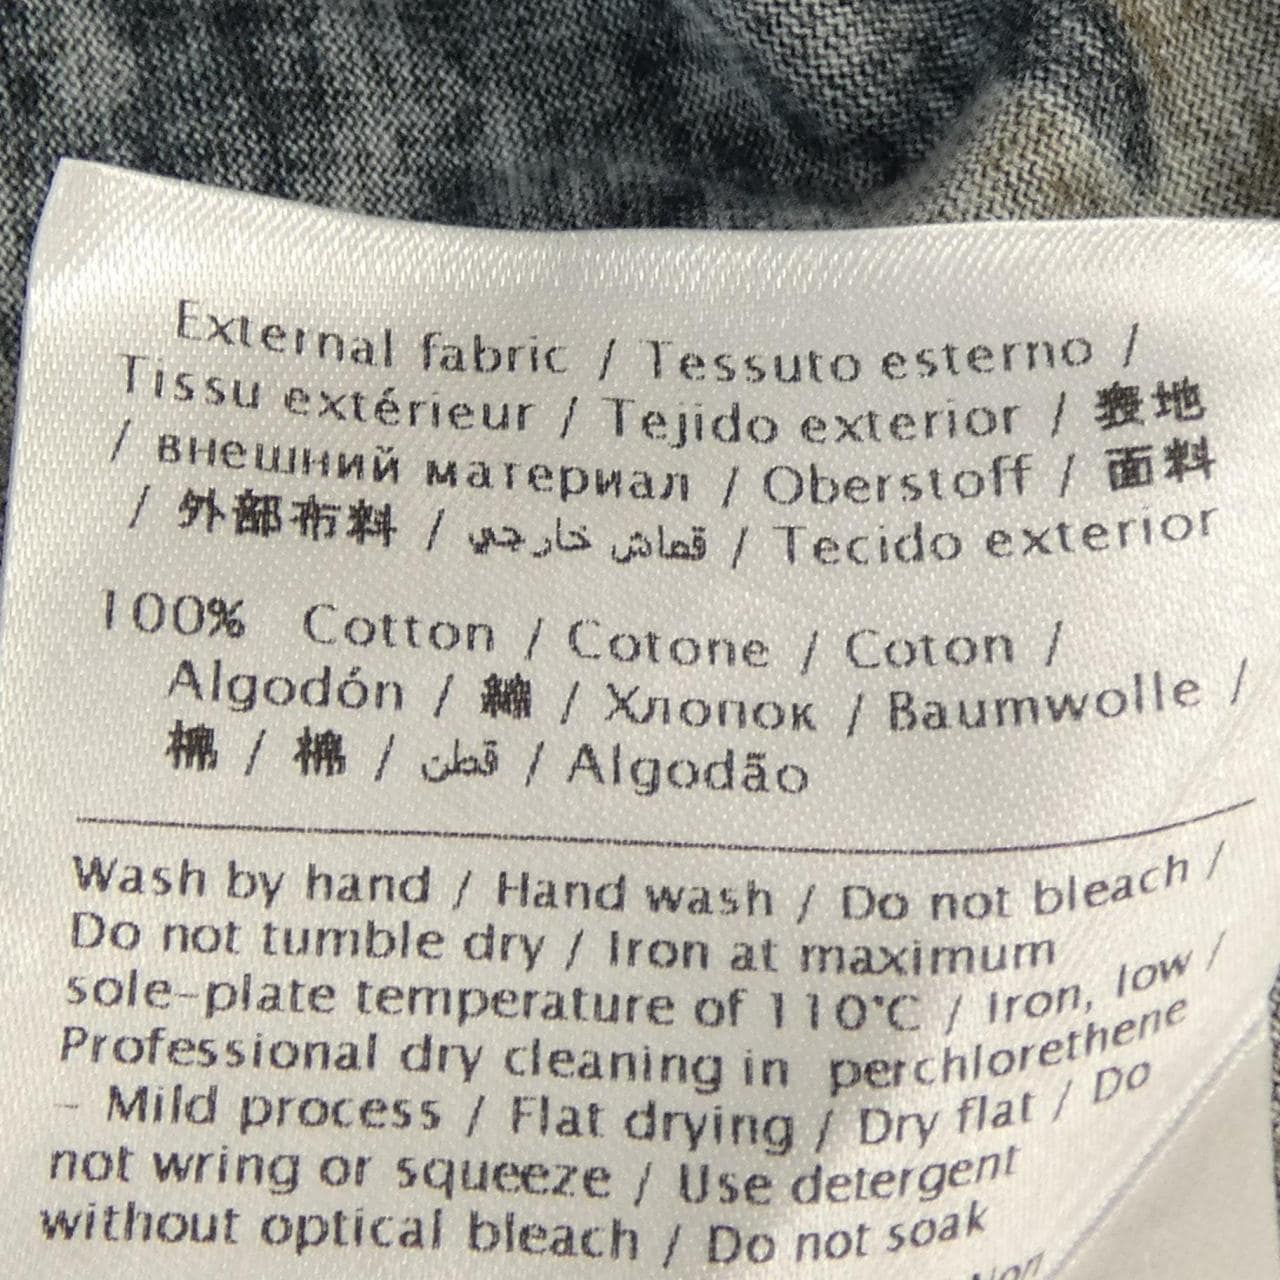 External fabric / Tessuto esterno /
Tissu extérieur / Tejido exterior / 表地
/ внешний материал / Oberstoff / 面料
/ 外部布料 / قماش خارجي / Tecido exterior
100% Cotton / Cotone / Coton /
Algodón / 綿 / Хлопок / Baumwolle /
棉 / 棉 / قطن / Algodão
Wash by hand / Hand wash / Do not bleach /
Do not tumble dry / Iron at maximum
sole-plate temperature of 110°C / Iron, low /
Professional dry cleaning in perchlorethene
- Mild process / Flat drying / Dry flat / Do
not wring or squeeze / Use detergent
without optical bleach / Do not soak